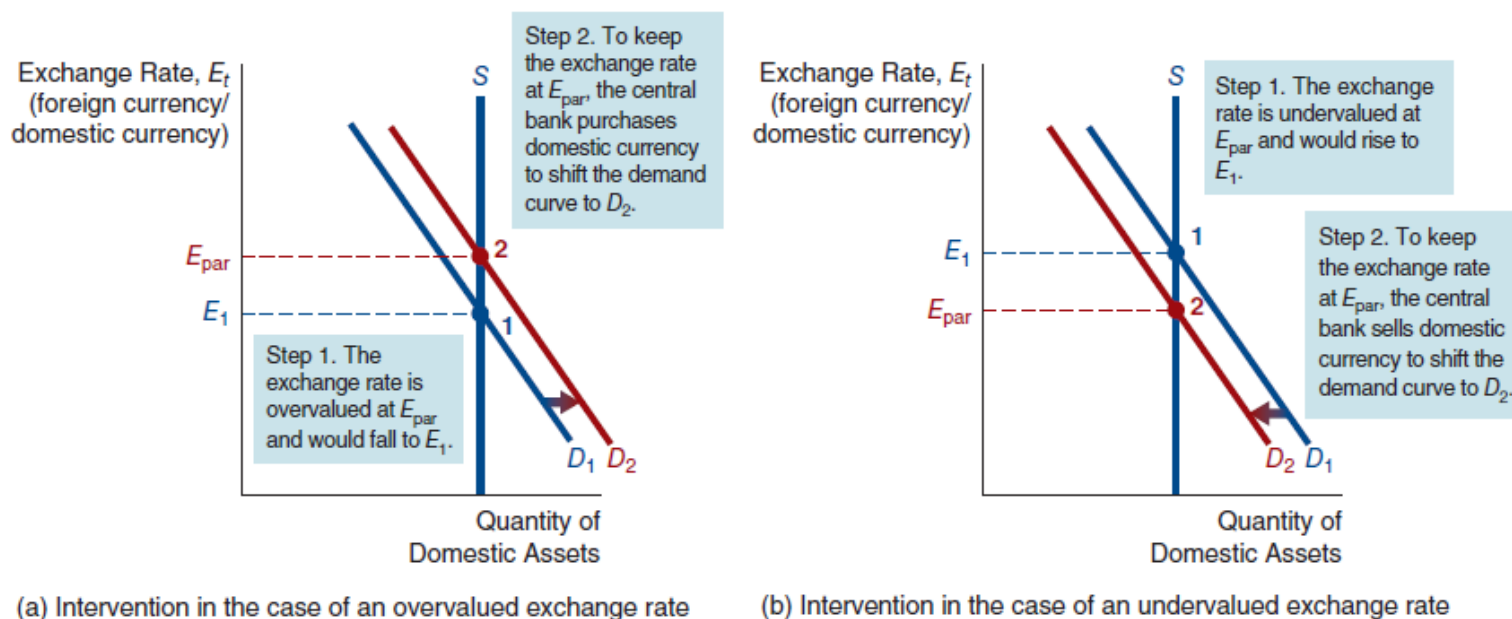 Exchange Rate, Et
(foreign currency/
domestic currency)
S
Step 2. To keep
the exchange rate
at Epar, the central
bank purchases
domestic currency
to shift the demand
curve to D2.
Epar
2
E1
1
Step 1. The
exchange rate is
overvalued at Epar
and would fall to E1.
D1 D2
Quantity of
Domestic Assets
(a) Intervention in the case of an overvalued exchange rate
Exchange Rate, Et
(foreign currency/
domestic currency)
S
Step 1. The exchange
rate is undervalued at
Epar and would rise to
E1.
E1
1
Epar
2
Step 2. To keep
the exchange rate
at Epar, the central
bank sells domestic
currency to shift the
demand curve to D2.
D2 D1
Quantity of
Domestic Assets
(b) Intervention in the case of an undervalued exchange rate